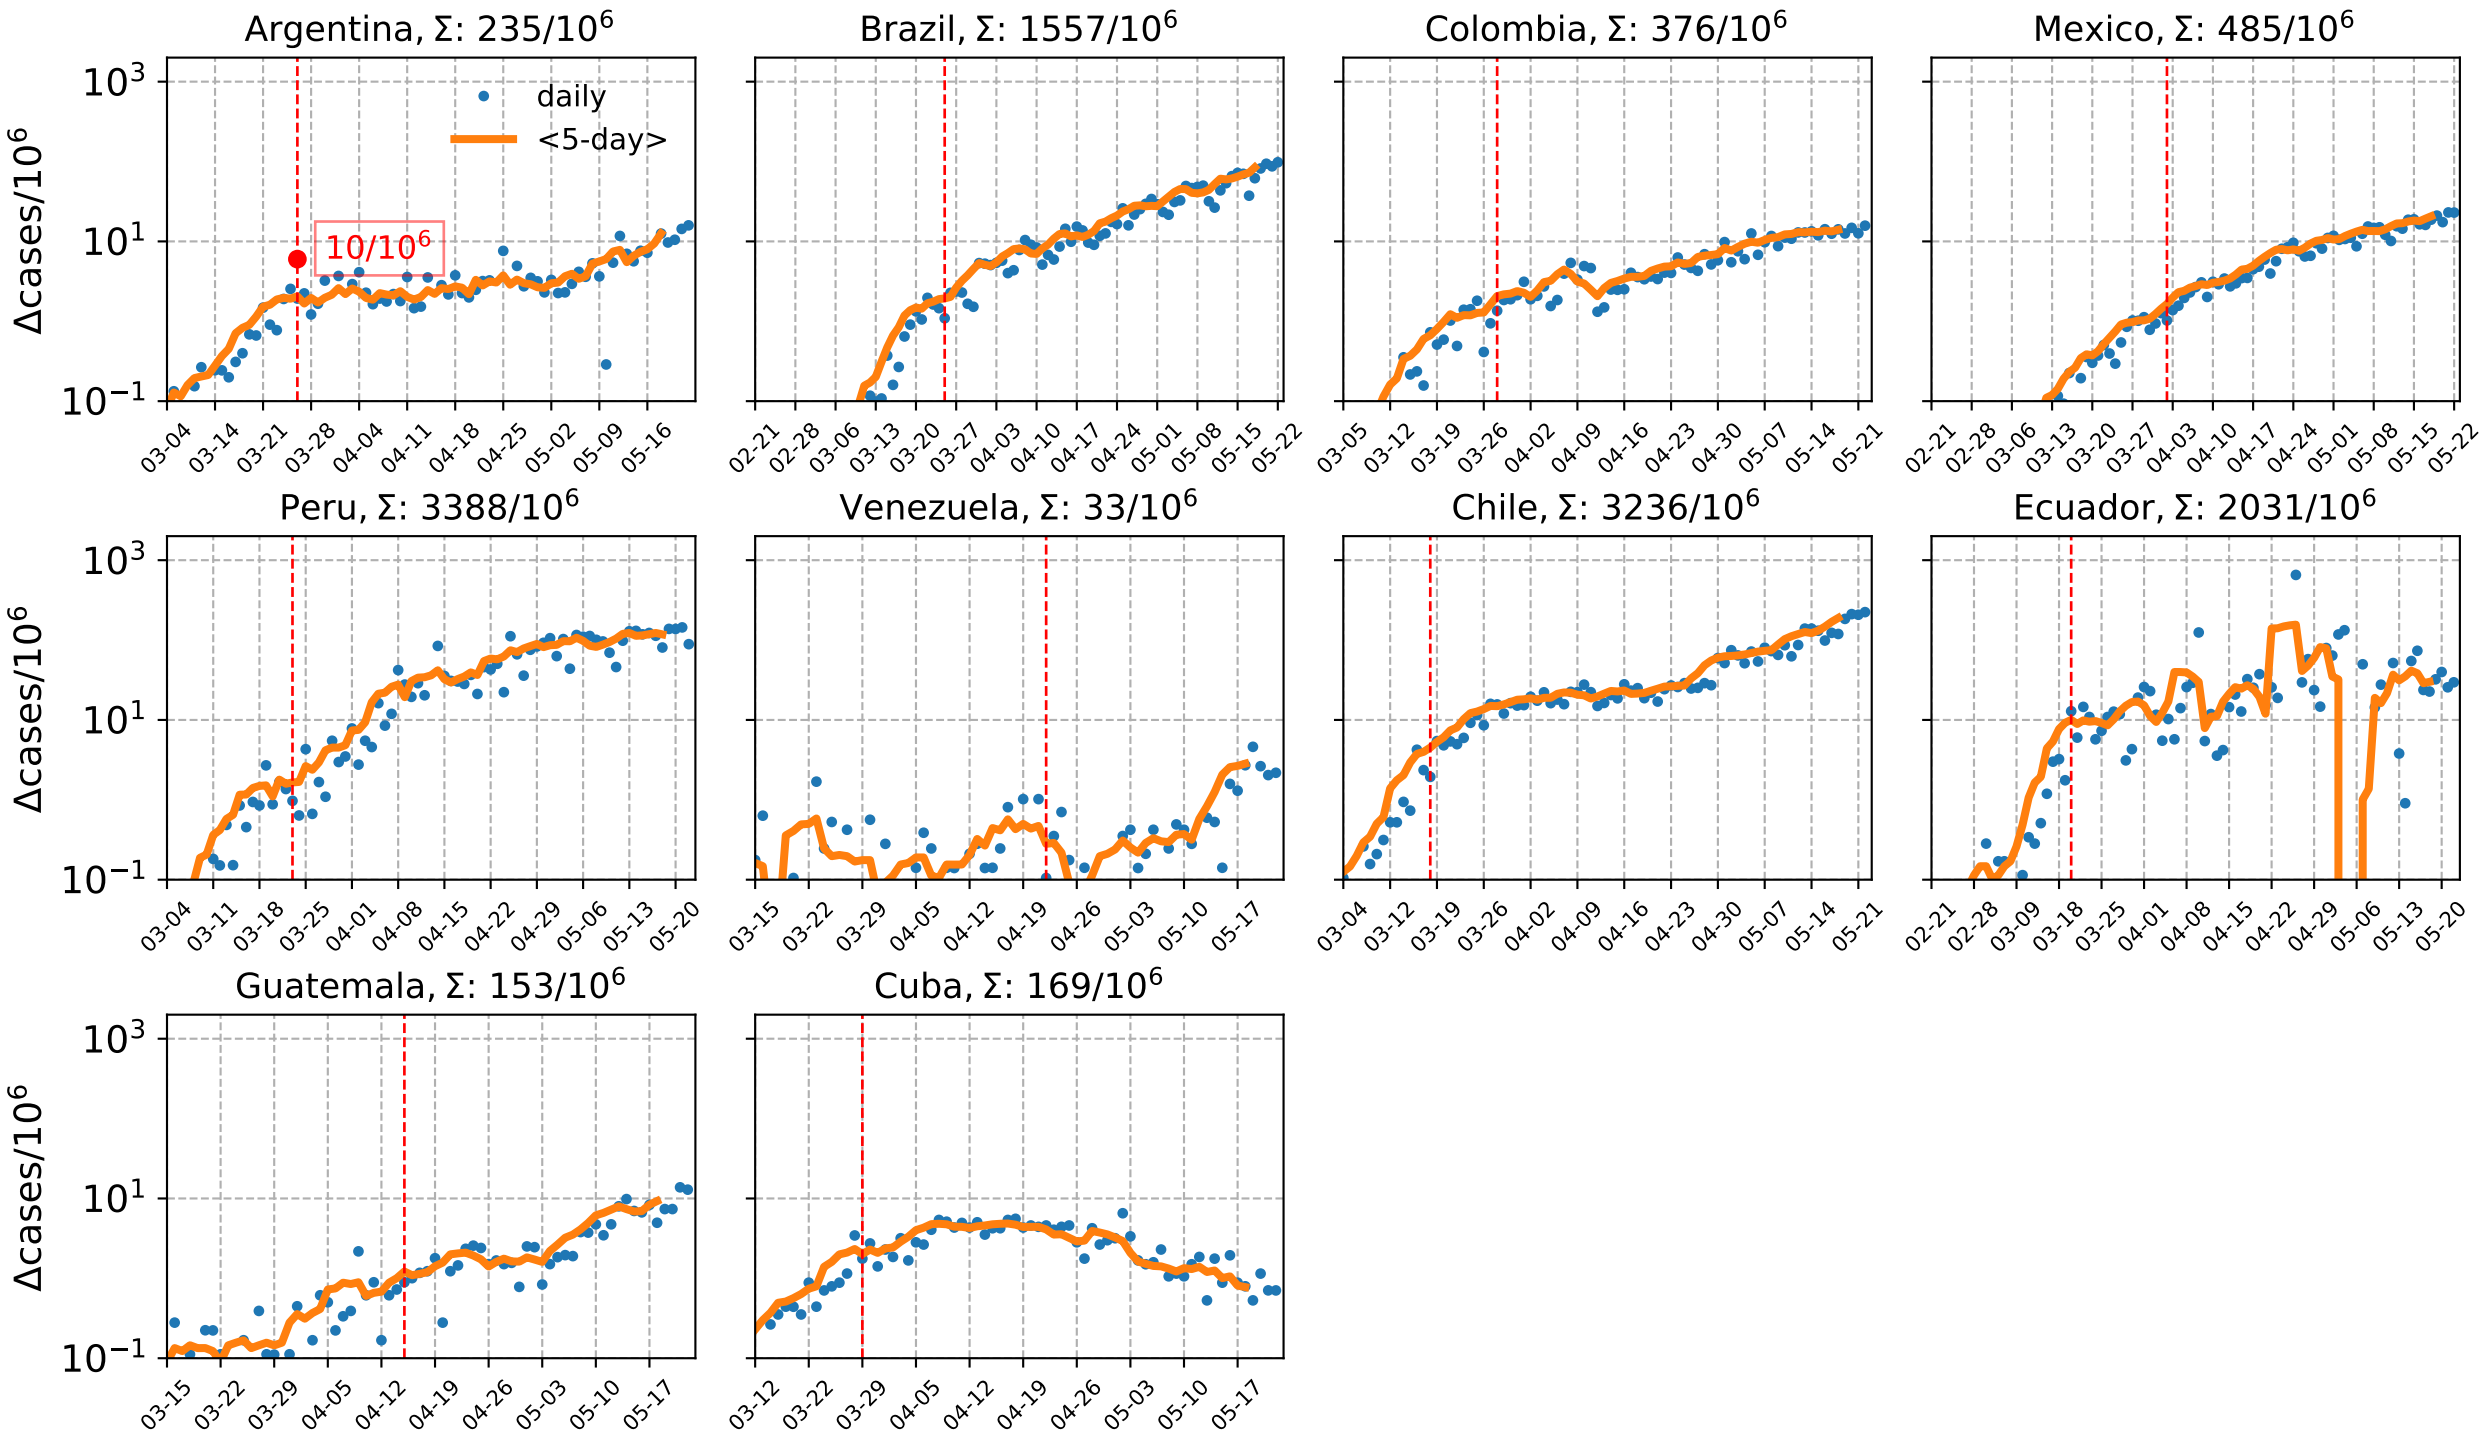 Argentina, Σ: 235/10⁶
Brazil, Σ: 1557/10⁶
Colombia, Σ: 376/10⁶
Mexico, Σ: 485/10⁶
Δcases/10⁶
10³
10¹
10⁻¹
daily
<5-day>
10/10⁶
03-04 03-14 03-21 03-28 04-04 04-11 04-18 04-25 05-02 05-09 05-16
02-21 02-28 03-06 03-13 03-20 03-27 04-03 04-10 04-17 04-24 05-01 05-08 05-15 05-22
03-05 03-12 03-19 03-26 04-02 04-09 04-16 04-23 04-30 05-07 05-14 05-21
02-21 02-28 03-06 03-13 03-20 03-27 04-03 04-10 04-17 04-24 05-01 05-08 05-15 05-22
Peru, Σ: 3388/10⁶
Venezuela, Σ: 33/10⁶
Chile, Σ: 3236/10⁶
Ecuador, Σ: 2031/10⁶
Δcases/10⁶
10³
10¹
10⁻¹
03-04 03-11 03-18 03-25 04-01 04-08 04-15 04-22 04-29 05-06 05-13 05-20
03-15 03-22 03-29 04-05 04-12 04-19 04-26 05-03 05-10 05-17
03-04 03-12 03-19 03-26 04-02 04-09 04-16 04-23 04-30 05-07 05-14 05-21
02-21 02-28 03-09 03-18 03-25 04-01 04-08 04-15 04-22 04-29 05-06 05-13 05-20
Guatemala, Σ: 153/10⁶
Cuba, Σ: 169/10⁶
Δcases/10⁶
10³
10¹
10⁻¹
03-15 03-22 03-29 04-05 04-12 04-19 04-26 05-03 05-10 05-17
03-12 03-22 03-29 04-05 04-12 04-19 04-26 05-03 05-10 05-17